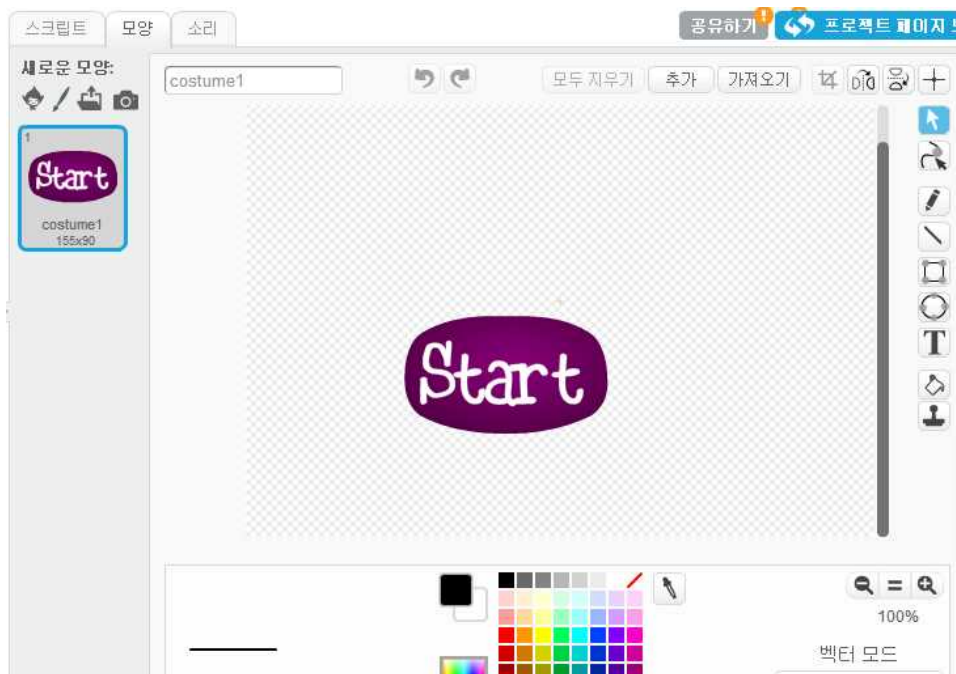 스크립트 모양 소리 공유하기 프로젝트 페이지
새로운 모양:
costume1 모두 지우기 추가 가져오기
1
Start
costume1
155x90
Start
T
100%
벡터 모드